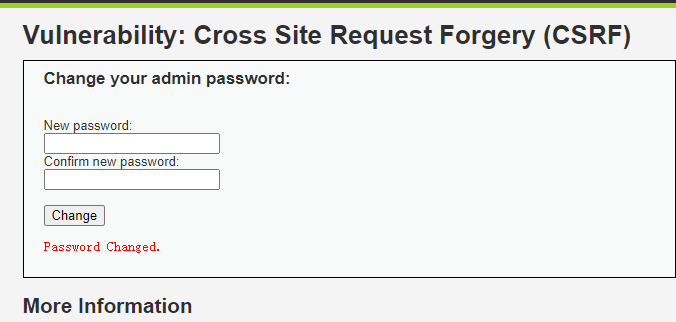 Vulnerability: Cross Site Request Forgery (CSRF)
Change your admin password:
New password:
Confirm new password:
Change
Password Changed.
More Information